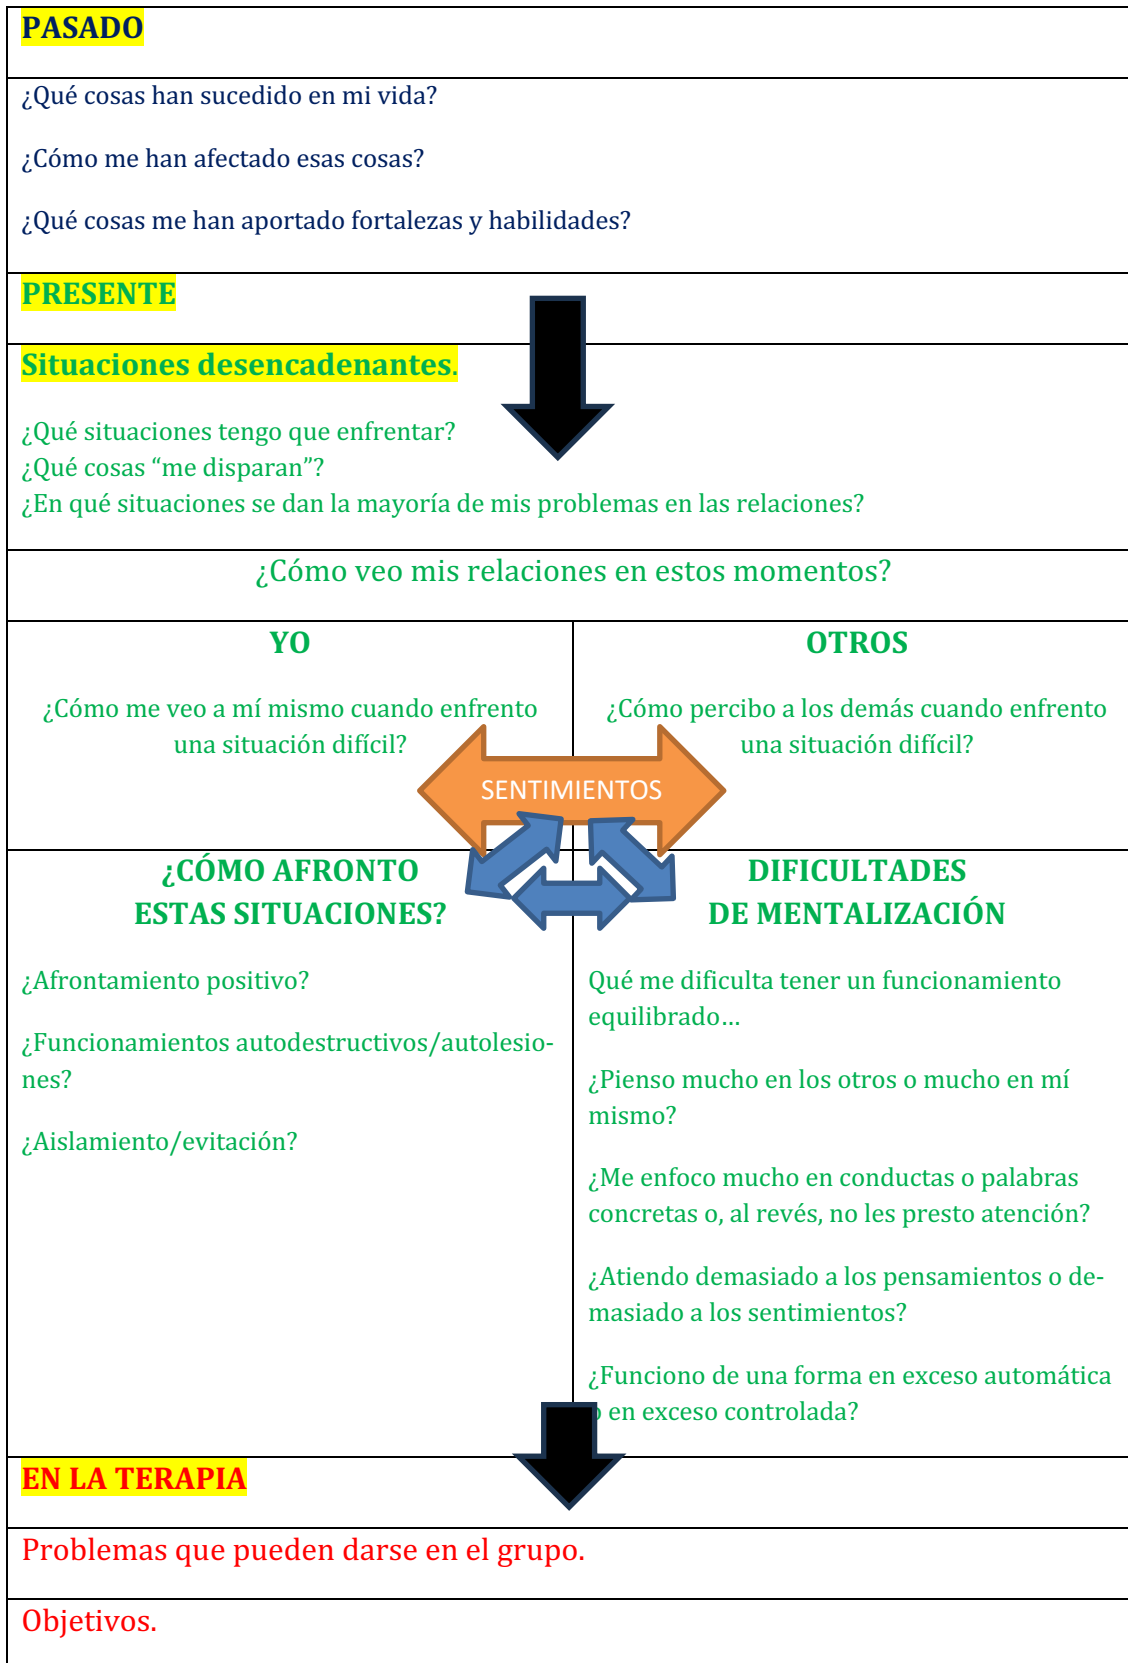 PASADO
¿Qué cosas han sucedido en mi vida?
¿Cómo me han afectado esas cosas?
¿Qué cosas me han aportado fortalezas y habilidades?
PRESENTE
Situaciones desencadenantes.
¿Qué situaciones tengo que enfrentar?
¿Qué cosas “me disparan”?
¿En qué situaciones se dan la mayoría de mis problemas en las relaciones?
¿Cómo veo mis relaciones en estos momentos?
YO
¿Cómo me veo a mí mismo cuando enfrento
una situación difícil?
OTROS
¿Cómo percibo a los demás cuando enfrento
una situación difícil?
SENTIMIENTOS
¿CÓMO AFRONTO
ESTAS SITUACIONES?
¿Afrontamiento positivo?
¿Funcionamientos autodestructivos/autolesio-
nes?
¿Aislamiento/evitación?
DIFICULTADES
DE MENTALIZACIÓN
Qué me dificulta tener un funcionamiento
equilibrado…
¿Pienso mucho en los otros o mucho en mí
mismo?
¿Me enfoco mucho en conductas o palabras
concretas o, al revés, no les presto atención?
¿Atiendo demasiado a los pensamientos o de-
masiado a los sentimientos?
¿Funciono de una forma en exceso automática
o en exceso controlada?
EN LA TERAPIA
Problemas que pueden darse en el grupo.
Objetivos.